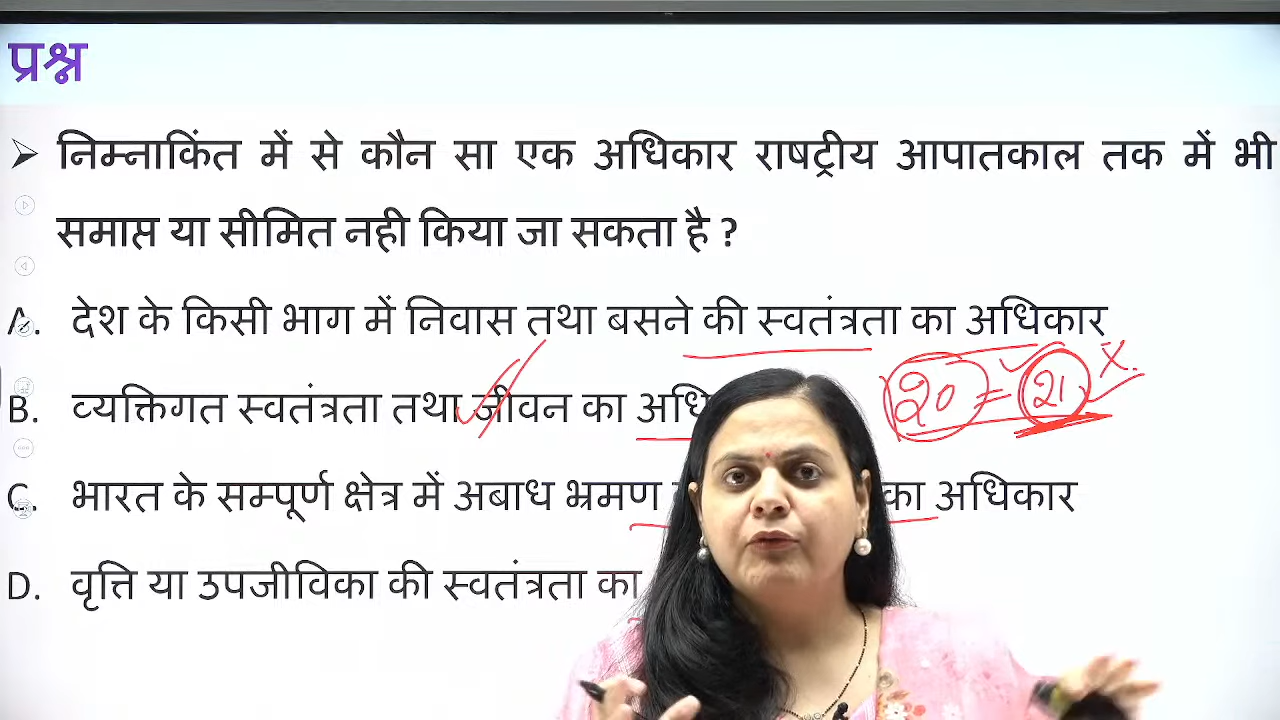 प्रश्न
➢ निम्नाकिंत में से कौन सा एक अधिकार राषट्रीय आपातकाल तक में भी
समाप्त या सीमित नही किया जा सकता है ?
A. देश के किसी भाग में निवास तथा बसने की स्वतंत्रता का अधिकार
B. व्यक्तिगत स्वतंत्रता तथा जीवन का
20 = 21 X
C. भारत के सम्पूर्ण क्षेत्र में अबाध भ्रमण का अधिकार
D. वृत्ति या उपजीविका की स्वतंत्रता का